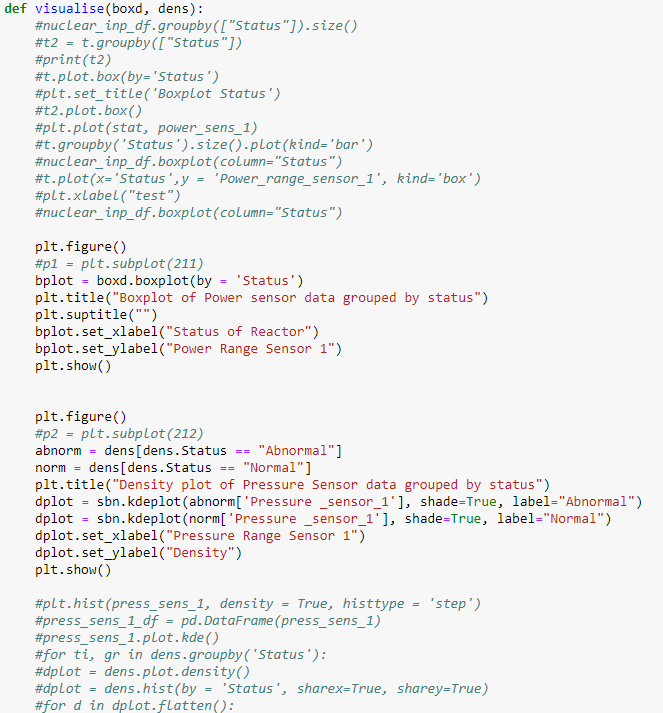 def visualise(boxd, dens):
    #nuclear_inp_df.groupby(["Status"]).size()
    #t2 = t.groupby(["Status"])
    #print(t2)
    #t.plot.box(by='Status')
    #plt.set_title('Boxplot Status')
    #t2.plot.box()
    #plt.plot(stat, power_sens_1)
    #t.groupby('Status').size().plot(kind='bar')
    #nuclear_inp_df.boxplot(column="Status")
    #t.plot(x='Status',y = 'Power_range_sensor_1', kind='box')
    #plt.xlabel("test")
    #nuclear_inp_df.boxplot(column="Status")

    plt.figure()
    #p1 = plt.subplot(211)
    bplot = boxd.boxplot(by = 'Status')
    plt.title("Boxplot of Power sensor data grouped by status")
    plt.suptitle("")
    bplot.set_xlabel("Status of Reactor")
    bplot.set_ylabel("Power Range Sensor 1")
    plt.show()


    plt.figure()
    #p2 = plt.subplot(212)
    abnorm = dens[dens.Status == "Abnormal"]
    norm = dens[dens.Status == "Normal"]
    plt.title("Density plot of Pressure Sensor data grouped by status")
    dplot = sbn.kdeplot(abnorm['Pressure _sensor_1'], shade=True, label="Abnormal")
    dplot = sbn.kdeplot(norm['Pressure _sensor_1'], shade=True, label="Normal")
    dplot.set_xlabel("Pressure Range Sensor 1")
    dplot.set_ylabel("Density")
    plt.show()

    #plt.hist(press_sens_1, density = True, histtype = 'step')
    #press_sens_1_df = pd.DataFrame(press_sens_1)
    #press_sens_1.plot.kde()
    #for ti, gr in dens.groupby('Status'):
    #dplot = dens.plot.density()
    #dplot = dens.hist(by = 'Status', sharex=True, sharey=True)
    #for d in dplot.flatten():